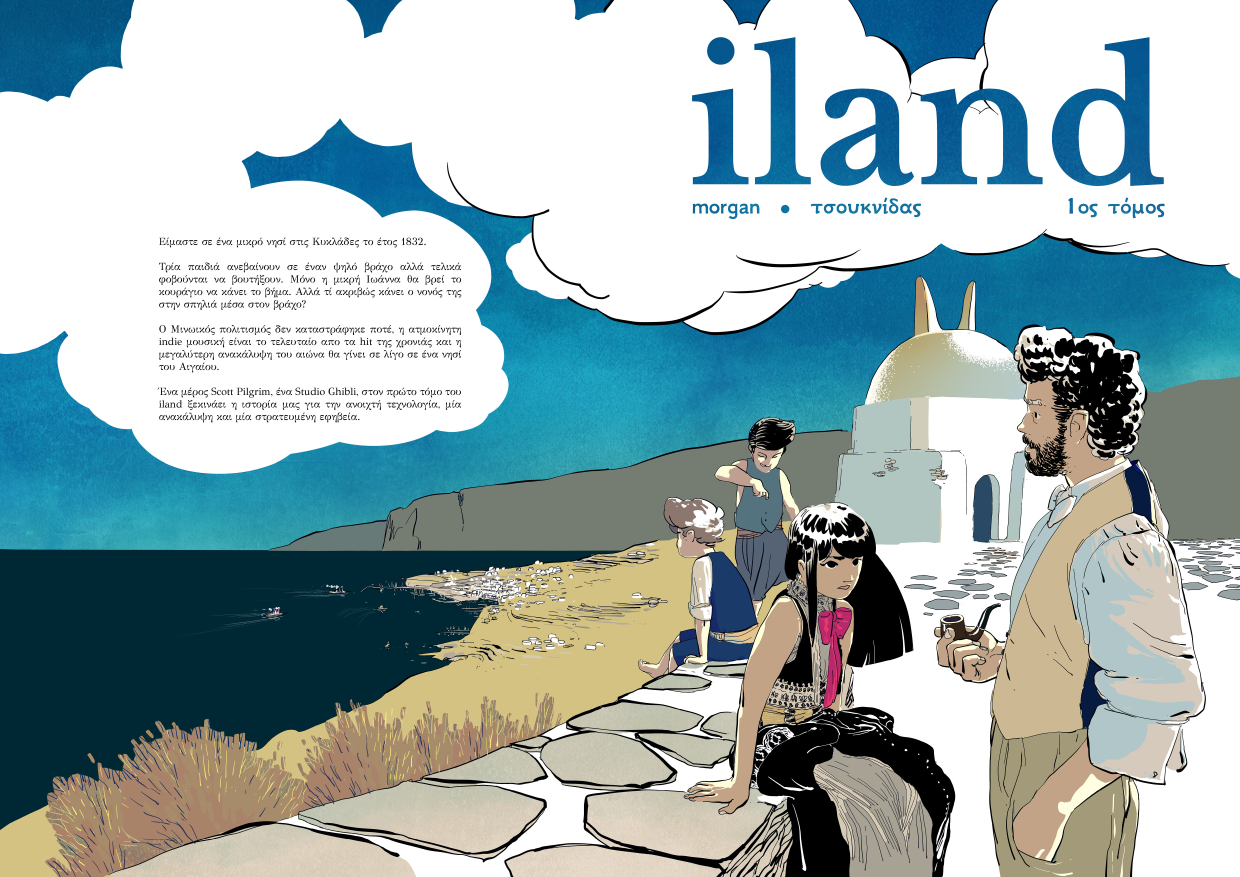 iland
morgan • τσουκνίδας 1ος τόμος
Είμαστε σε ένα μικρό νησί στις Κυκλάδες το έτος 1832.
Τρία παιδιά ανεβαίνουν σε έναν ψηλό βράχο αλλά τελικά
φοβούνται να βουτήξουν. Μόνο η μικρή Ιωάννα θα βρεί το
κουράγιο να κάνει το βήμα. Αλλά τί ακριβώς κάνει ο νονός της
στην σπηλιά μέσα στον βράχο?
Ο Μινωικός πολιτισμός δεν καταστράφηκε ποτέ, η ατμοκίνητη
indie μουσική είναι το τελευταίο απο τα hit της χρονιάς και η
μεγαλύτερη ανακάλυψη του αιώνα θα γίνει σε λίγο σε ένα νησί
του Αιγαίου.
Ένα μέρος Scott Pilgrim, ένα Studio Ghibli, στον πρώτο τόμο του
iland ξεκινάει η ιστορία μας για την ανοιχτή τεχνολογία, μία
ανακάλυψη και μία στρατευμένη εφηβεία.